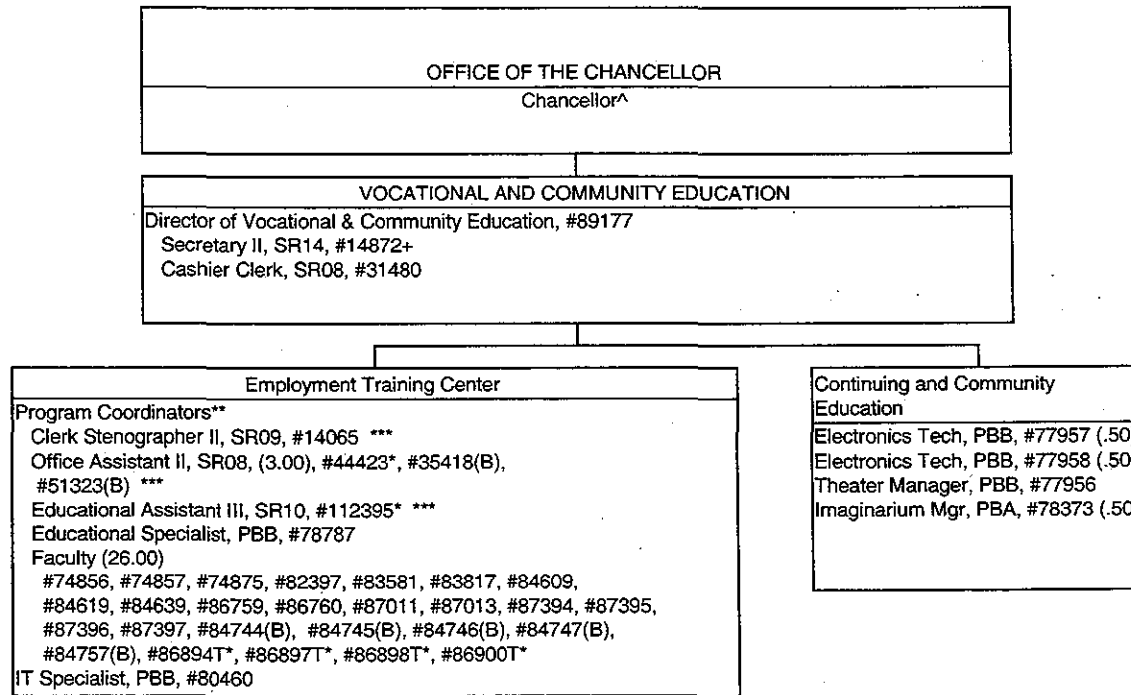 OFFICE OF THE CHANCELLOR
Chancellor^
VOCATIONAL AND COMMUNITY EDUCATION
Director of Vocational & Community Education, #89177
Secretary II, SR14, #14872+
Cashier Clerk, SR08, #31480
Employment Training Center
Program Coordinators**
Clerk Stenographer II, SR09, #14065 ***
Office Assistant II, SR08, (3.00), #44423*, #35418(B),
#51323(B) ***
Educational Assistant III, SR10, #112395* ***
Educational Specialist, PBB, #78787
Faculty (26.00)
#74856, #74857, #74875, #82397, #83581, #83817, #84609,
#84619, #84639, #86759, #86760, #87011, #87013, #87394, #87395,
#87396, #87397, #84744(B), #84745(B), #84746(B), #84747(B),
#84757(B), #86894T*, #86897T*, #86898T*, #86900T*
IT Specialist, PBB, #80460
Continuing and Community
Education
Electronics Tech, PBB, #77957 (.50
Electronics Tech, PBB, #77958 (.50
Theater Manager, PBB, #77956
Imaginarium Mgr, PBA, #78373 (.50